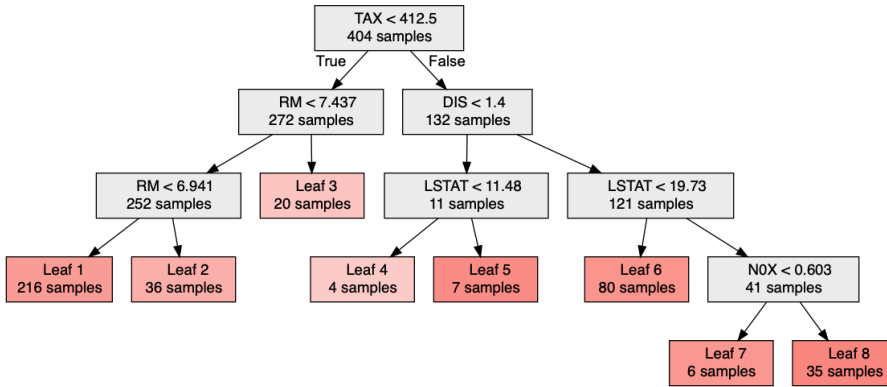 TAX < 412.5
404 samples
True
False
RM < 7.437
272 samples
DIS < 1.4
132 samples
RM < 6.941
252 samples
Leaf 3
20 samples
LSTAT < 11.48
11 samples
LSTAT < 19.73
121 samples
Leaf 1
216 samples
Leaf 2
36 samples
Leaf 4
4 samples
Leaf 5
7 samples
Leaf 6
80 samples
N0X < 0.603
41 samples
Leaf 7
6 samples
Leaf 8
35 samples